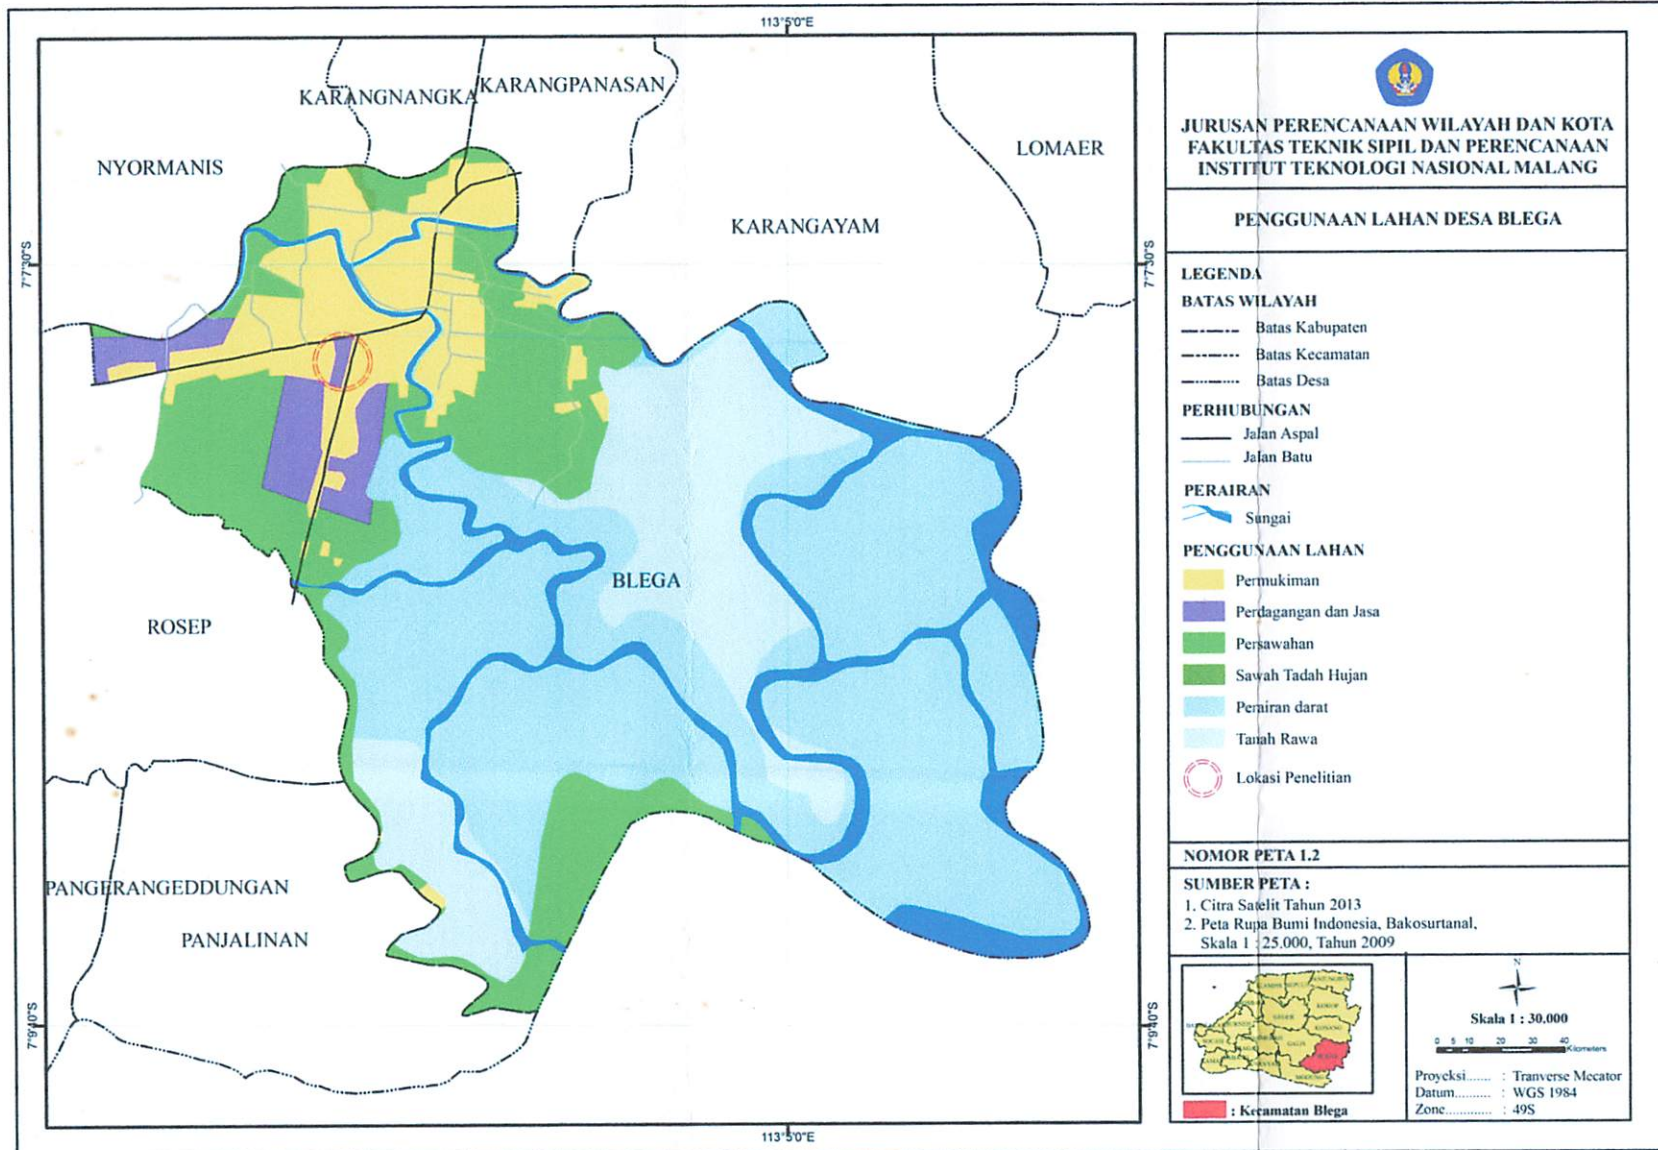 113°5'0"E
KARANGNANGKA
KARANGPANASAN
NYORMANIS
LOMAER
KARANGAYAM
7°7'30"S
7°7'30"S
BLEGA
ROSEP
PANGERANGEDDUNGAN
PANJALINAN
7°9'40"S
7°9'40"S
113°5'0"E
JURUSAN PERENCANAAN WILAYAH DAN KOTA
FAKULTAS TEKNIK SIPIL DAN PERENCANAAN
INSTITUT TEKNOLOGI NASIONAL MALANG
PENGGUNAAN LAHAN DESA BLEGA
LEGENDA
BATAS WILAYAH
Batas Kabupaten
Batas Kecamatan
Batas Desa
PERHUBUNGAN
Jalan Aspal
Jalan Batu
PERAIRAN
Sungai
PENGGUNAAN LAHAN
Permukiman
Perdagangan dan Jasa
Persawahan
Sawah Tadah Hujan
Perairan darat
Tanah Rawa
Lokasi Penelitian
NOMOR PETA 1.2
SUMBER PETA :
1. Citra Satelit Tahun 2013
2. Peta Rupa Bumi Indonesia, Bakosurtanal,
Skala 1 : 25.000, Tahun 2009
KOKOP
GEGER
KONANG
GALIS
: Kecamatan Blega
N
Skala 1 : 30.000
0 5 10 20 30 40
Kilometers
Proyeksi...... : Tranverse Mecator
Datum.......... : WGS 1984
Zone............. : 49S